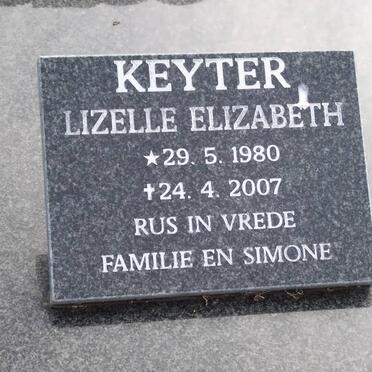 KEYTER
LIZELLE ELIZABETH
★29. 5. 1980
✝24. 4. 2007
RUS IN VREDE
FAMILIE EN SIMONE